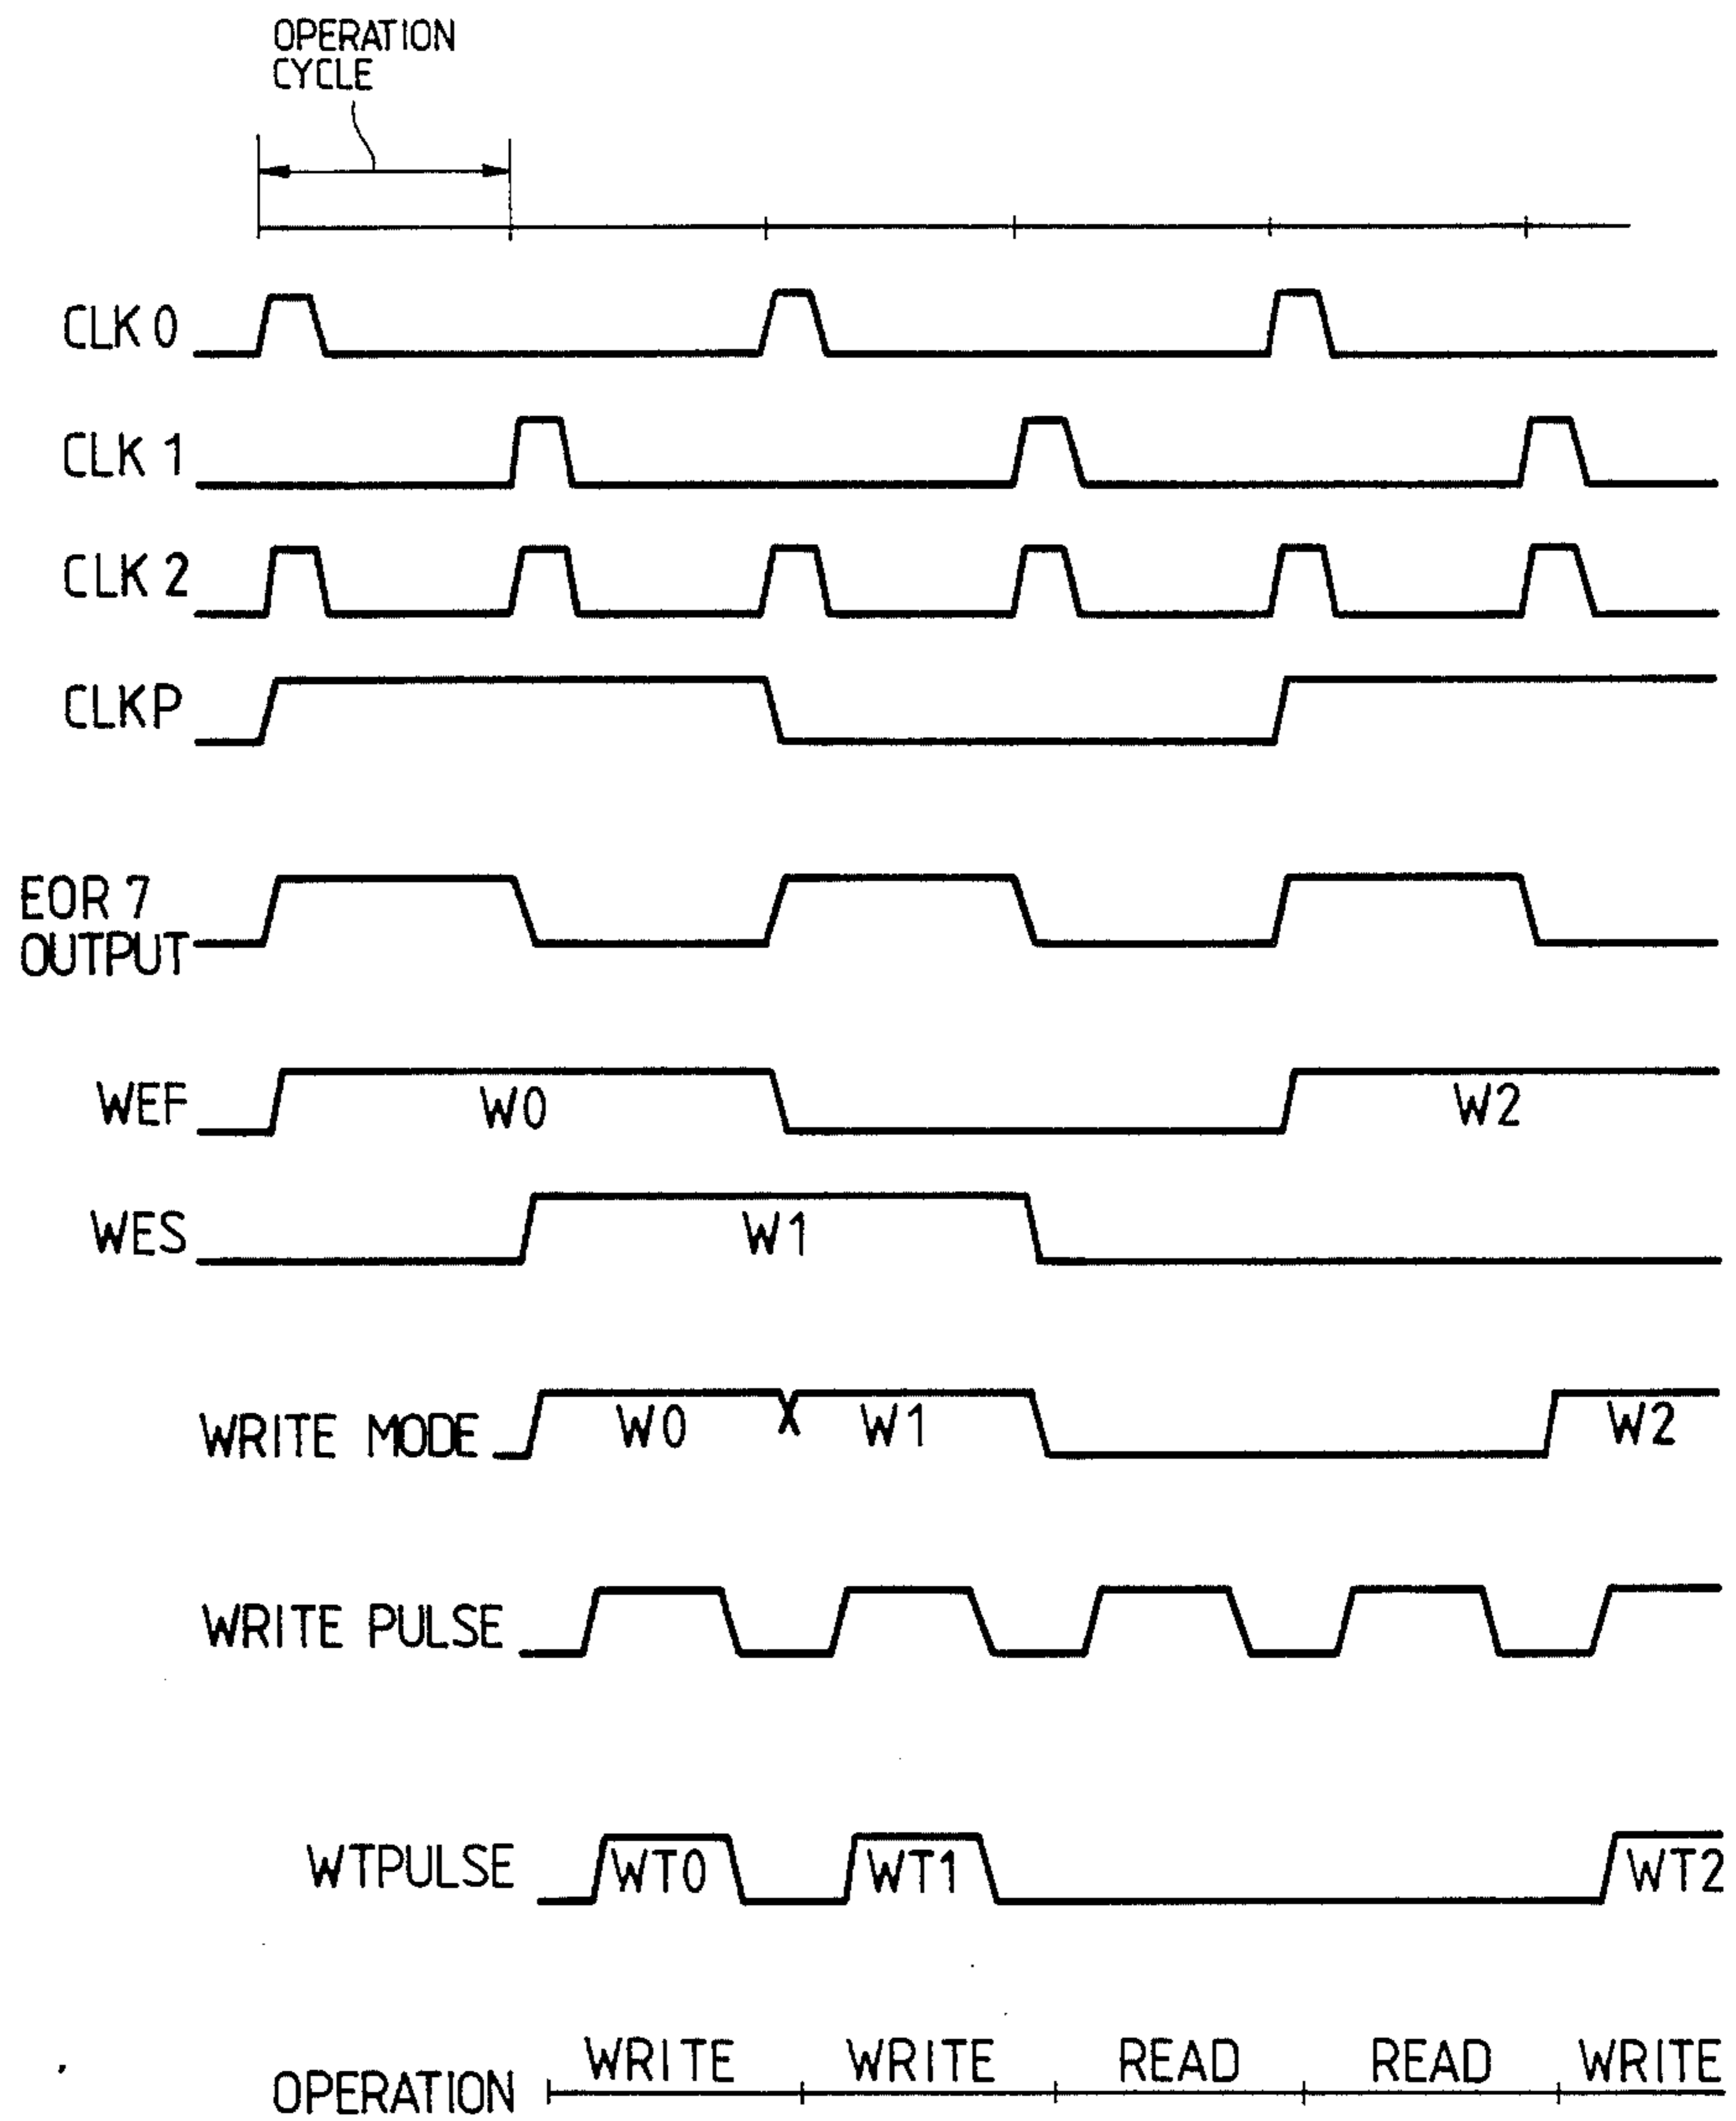 OPERATION
CYCLE
CLK 0
CLK 1
CLK 2
CLKP
EOR 7
OUTPUT
WEF W0 W2
WES W1
WRITE MODE W0 W1 W2
WRITE PULSE
WTPULSE WT0 WT1 WT2
OPERATION WRITE WRITE READ READ WRITE